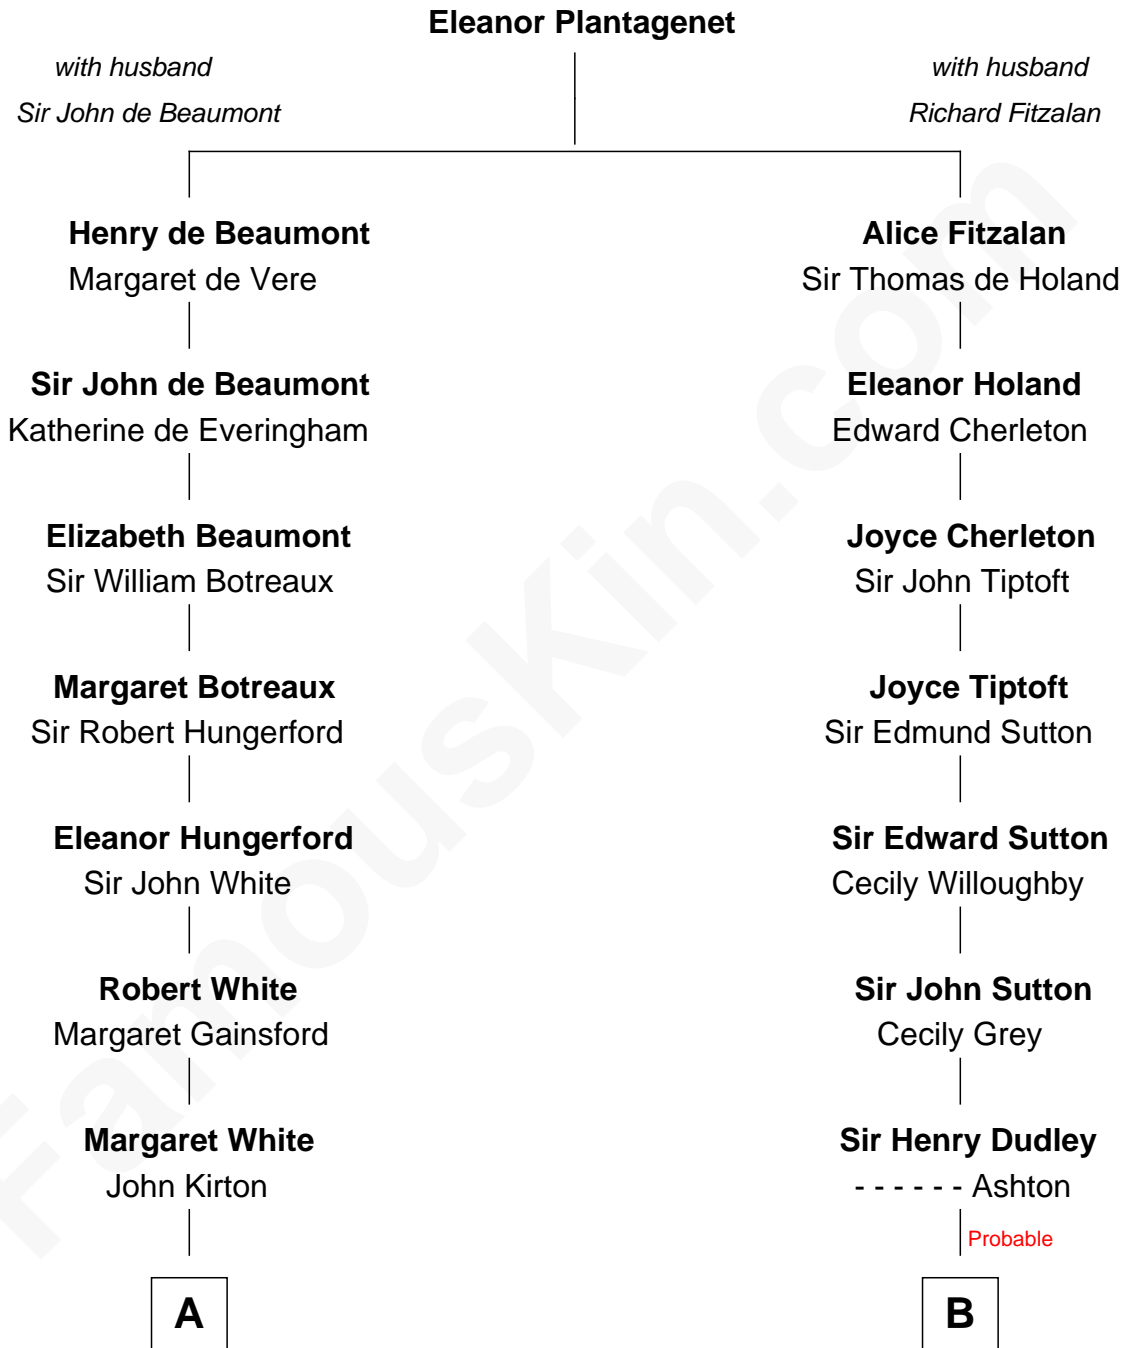 Eleanor Plantagenet
with husband
Sir John de Beaumont
with husband
Richard Fitzalan
Henry de Beaumont
Margaret de Vere
Alice Fitzalan
Sir Thomas de Holand
Sir John de Beaumont
Katherine de Everingham
Eleanor Holand
Edward Cherleton
Elizabeth Beaumont
Sir William Botreaux
Joyce Cherleton
Sir John Tiptoft
Margaret Botreaux
Sir Robert Hungerford
Joyce Tiptoft
Sir Edmund Sutton
Eleanor Hungerford
Sir John White
Sir Edward Sutton
Cecily Willoughby
Robert White
Margaret Gainsford
Sir John Sutton
Cecily Grey
Margaret White
John Kirton
Sir Henry Dudley
- - - - - - Ashton
Probable
A
B
FamousKin.com